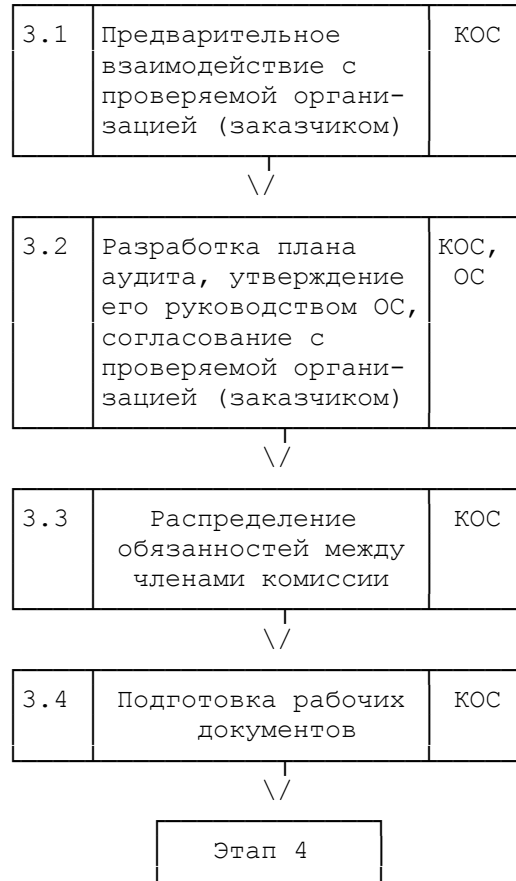 3.1 Предварительное КОС
взаимодействие с
проверяемой органи-
зацией (заказчиком)
\/
3.2 Разработка плана КОС,
аудита, утверждение ОС
его руководством ОС,
согласование с
проверяемой органи-
зацией (заказчиком)
\/
3.3 Распределение КОС
обязанностей между
членами комиссии
\/
3.4 Подготовка рабочих КОС
документов
\/
Этап 4